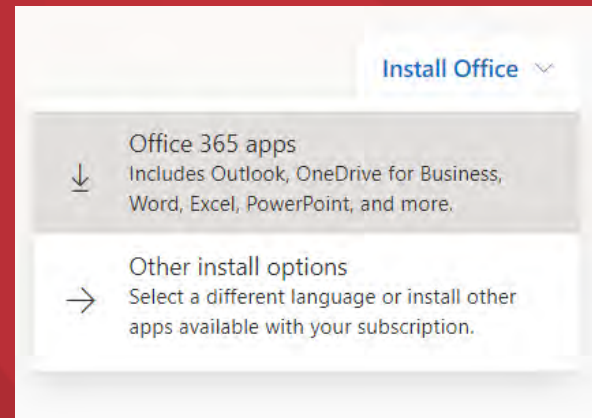 Install Office
Office 365 apps
Includes Outlook, OneDrive for Business,
Word, Excel, PowerPoint, and more.
Other install options
Select a different language or install other
apps available with your subscription.